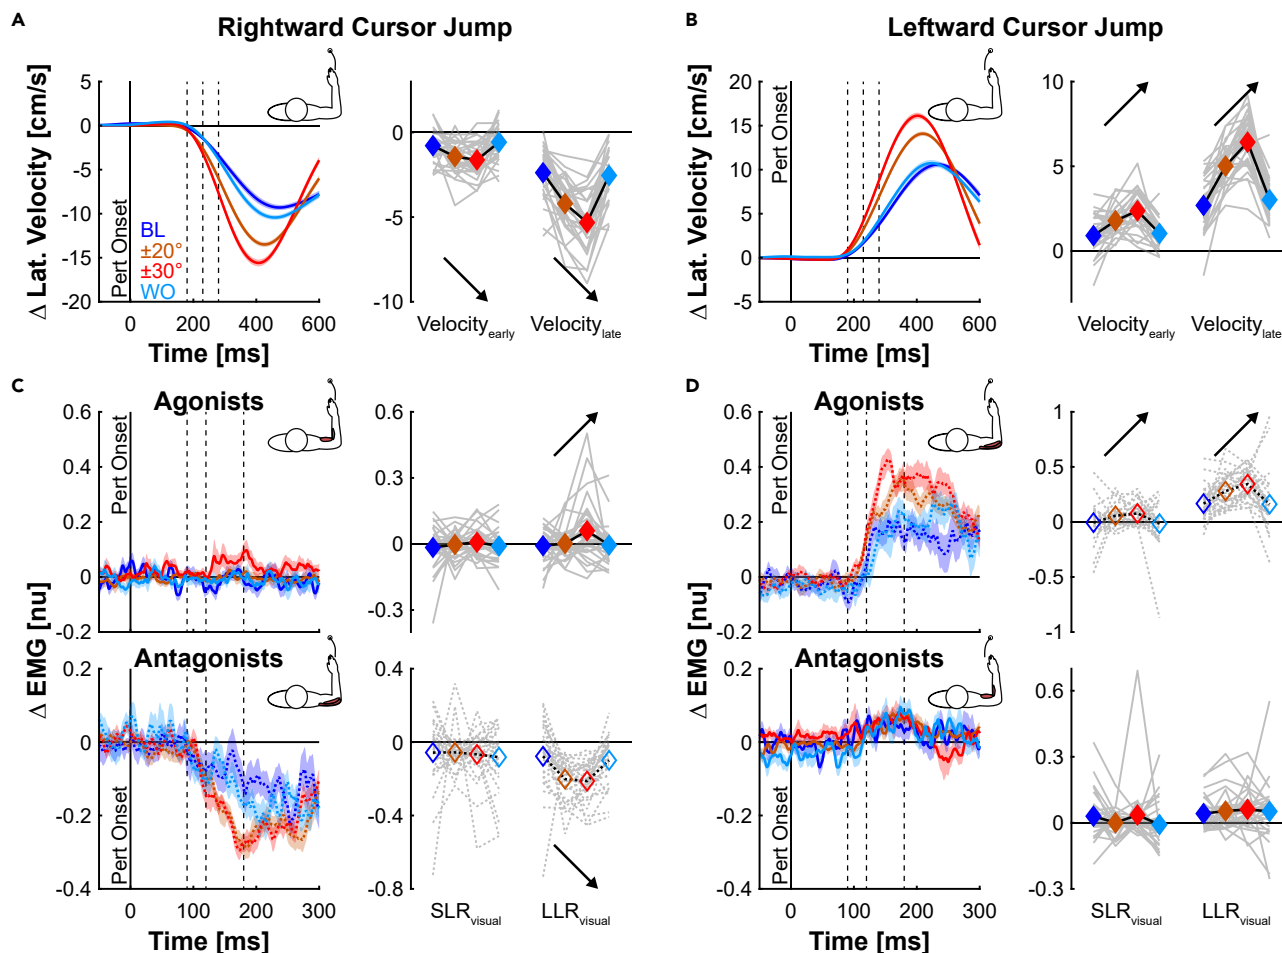 A
Rightward Cursor Jump
Δ Lat. Velocity [cm/s]
5
0
-5
-10
-15
-20
Pert Onset
BL
±20°
±30°
WO
0 200 400 600
Time [ms]
0
-5
-10
Velocity early
Velocity late
B
Leftward Cursor Jump
Δ Lat. Velocity [cm/s]
20
15
10
5
0
-5
Pert Onset
0 200 400 600
Time [ms]
10
5
0
Velocity early
Velocity late
C
Agonists
Δ EMG [nu]
0.6
0.4
0.2
0
-0.2
Pert Onset
0.6
0.3
0
-0.3
Antagonists
0.2
0
-0.2
-0.4
Pert Onset
0 100 200 300
Time [ms]
0.4
0
-0.4
-0.8
SLR visual
LLR visual
D
Agonists
Δ EMG [nu]
0.6
0.4
0.2
0
-0.2
Pert Onset
1
0.5
0
-0.5
-1
Antagonists
0.2
0
-0.2
-0.4
Pert Onset
0 100 200 300
Time [ms]
0.6
0.3
0
-0.3
SLR visual
LLR visual